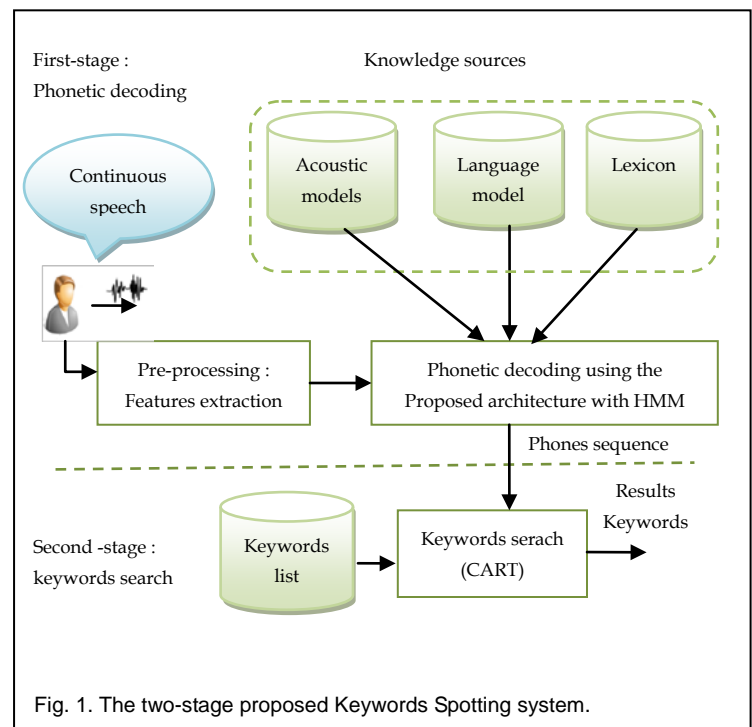 First-stage :
Phonetic decoding
Knowledge sources
Continuous
speech
Acoustic
models
Language
model
Lexicon
Pre-processing :
Features extraction
Phonetic decoding using the
Proposed architecture with HMM
Phones sequence
Second -stage :
keywords search
Keywords
list
Keywords serach
(CART)
Results
Keywords
Fig. 1. The two-stage proposed Keywords Spotting system.